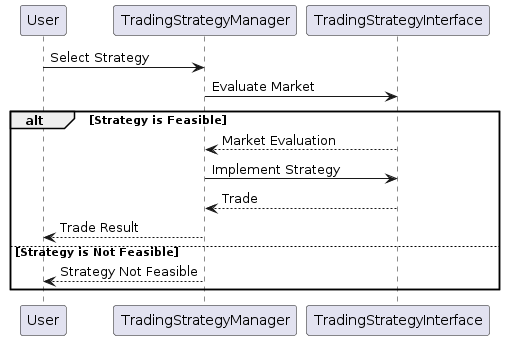 User TradingStrategyManager TradingStrategyInterface
Select Strategy
Evaluate Market
alt [Strategy is Feasible]
Market Evaluation
Implement Strategy
Trade
Trade Result
[Strategy is Not Feasible]
Strategy Not Feasible
User TradingStrategyManager TradingStrategyInterface